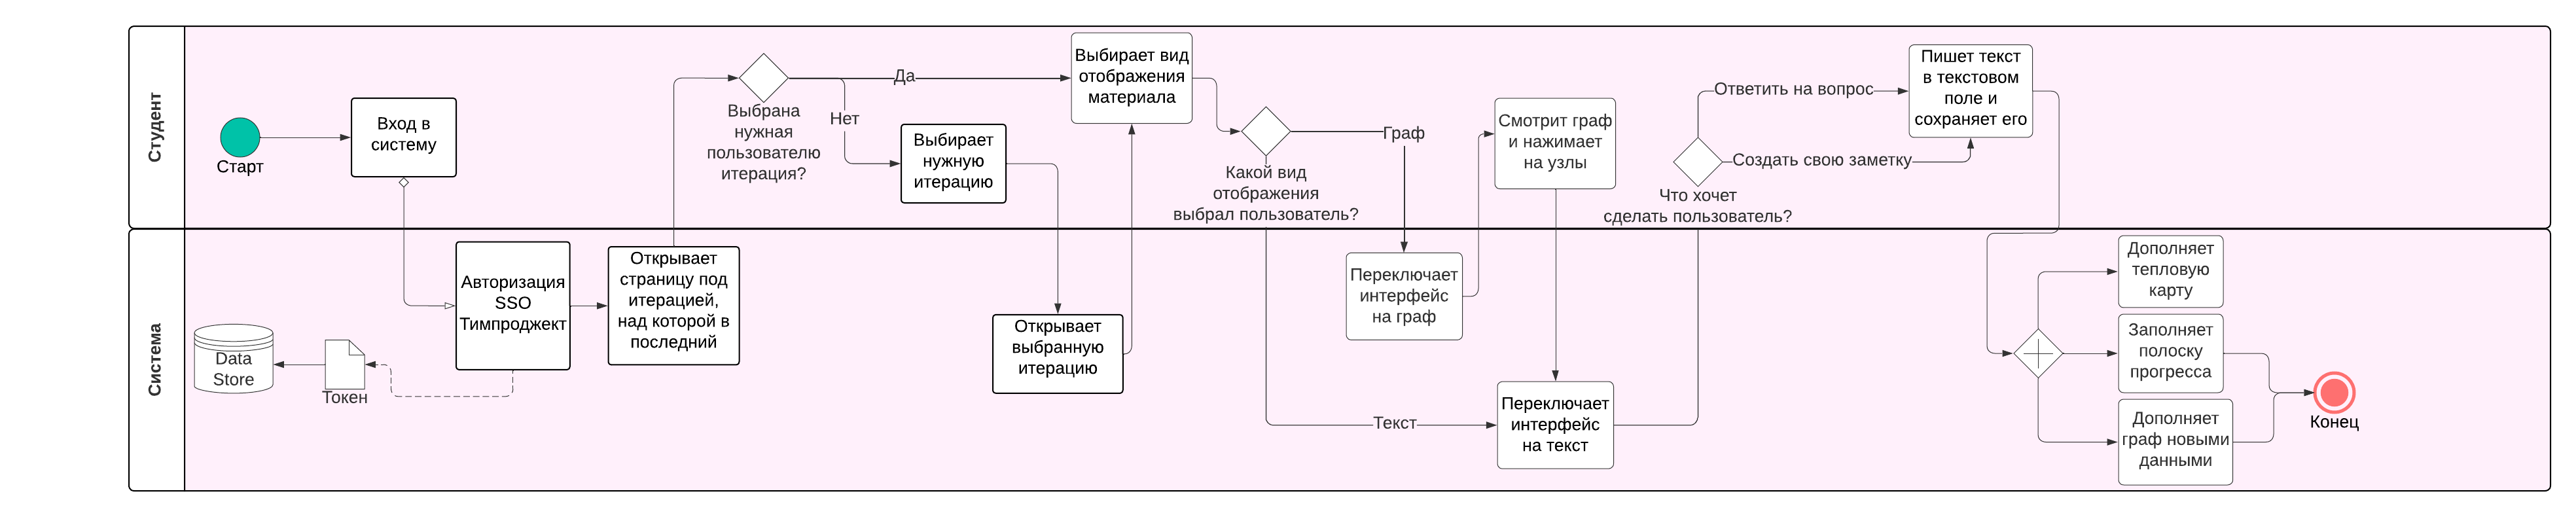 Студент
Старт
Вход в
систему
Выбрана
нужная
пользователю
итерация?
Да
Нет
Выбирает
нужную
итерацию
Выбирает вид
отображения
материала
Какой вид
отображения
выбрал пользователь?
Граф
Смотрит граф
и нажимает
на узлы
Что хочет
сделать пользователь?
Ответить на вопрос
Создать свою заметку
Пишет текст
в текстовом
поле и
сохраняет его
Система
Data
Store
Токен
Авторизация
SSO
Тимпроджект
Открывает
страницу под
итерацией,
над которой в
последний
Открывает
выбранную
итерацию
Переключает
интерфейс
на граф
Текст
Переключает
интерфейс
на текст
Дополняет
тепловую
карту
Заполняет
полоску
прогресса
Дополняет
граф новыми
данными
Конец